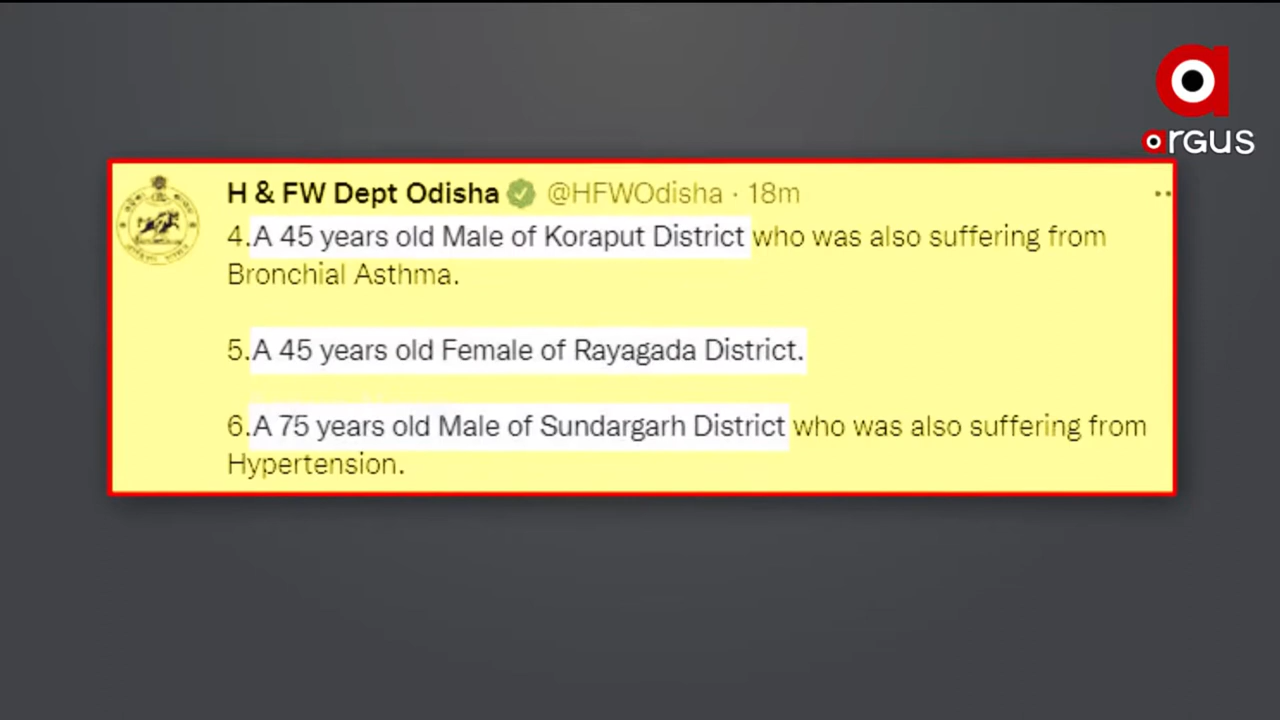 argus
H & FW Dept Odisha @HFWOdisha · 18m
4.A 45 years old Male of Koraput District who was also suffering from
Bronchial Asthma.
5.A 45 years old Female of Rayagada District.
6.A 75 years old Male of Sundargarh District who was also suffering from
Hypertension.